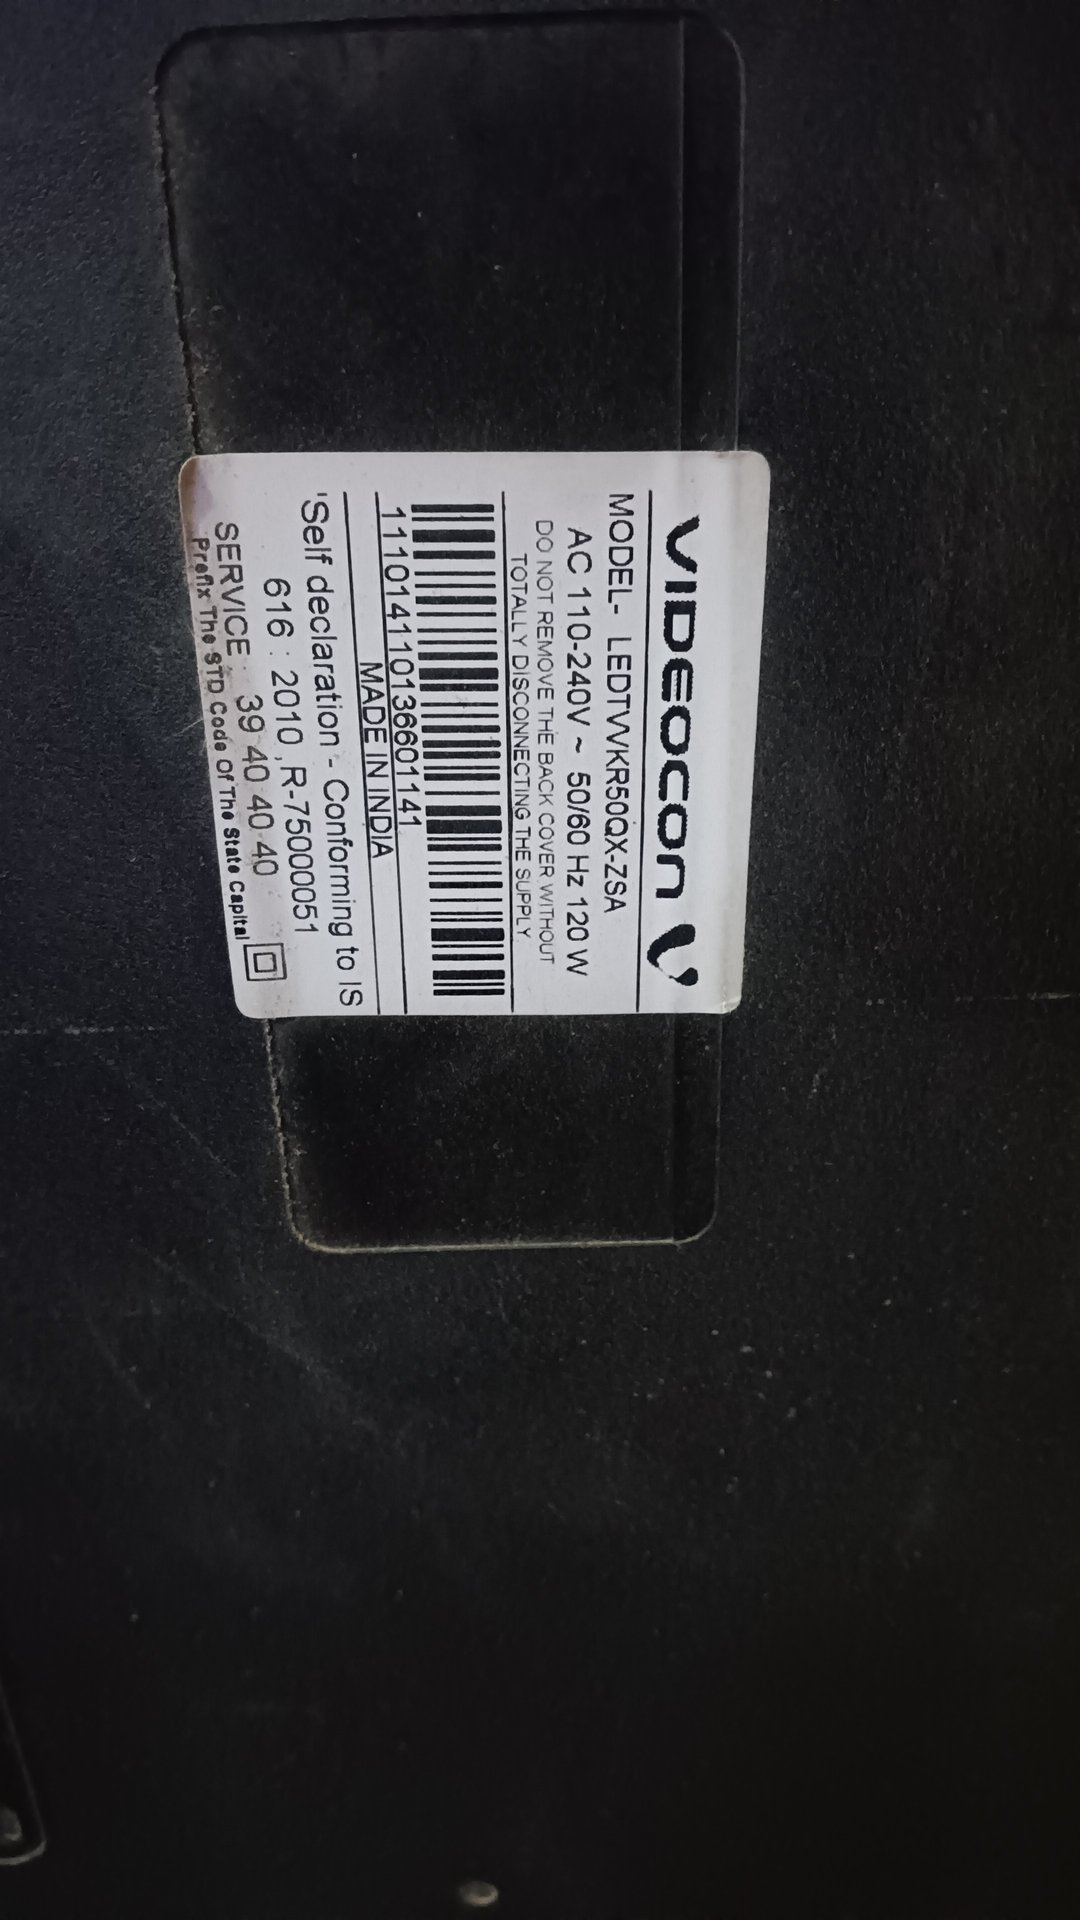 VIDEOCON
MODEL- LEDTVVKR50QX-ZSA
AC 110-240V ~ 50/60 Hz 120 W
DO NOT REMOVE THE BACK COVER WITHOUT
TOTALLY DISCONNECTING THE SUPPLY
111014110136601141
MADE IN INDIA
'Self declaration - Conforming to IS
616 : 2010 ,R-75000051
SERVICE : 39 40 40 40
Prefix The STD Code Of The State Capital